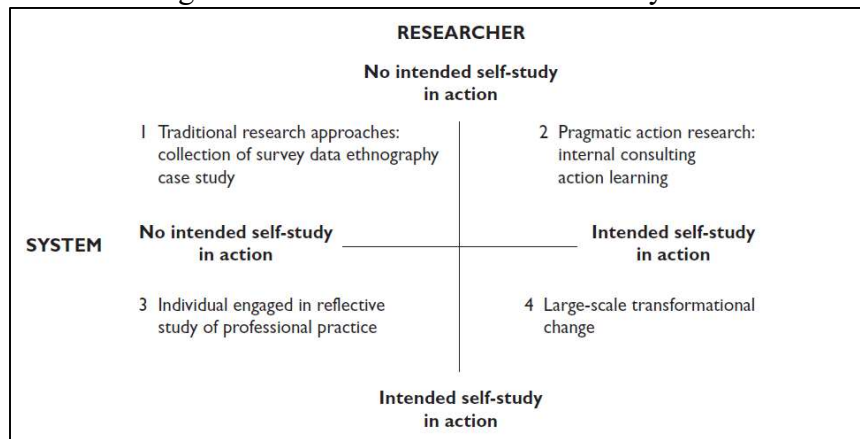 RESEARCHER
No intended self-study
in action
1 Traditional research approaches:
collection of survey data ethnography
case study
2 Pragmatic action research:
internal consulting
action learning
SYSTEM
No intended self-study
in action
Intended self-study
in action
3 Individual engaged in reflective
study of professional practice
4 Large-scale transformational
change
Intended self-study
in action